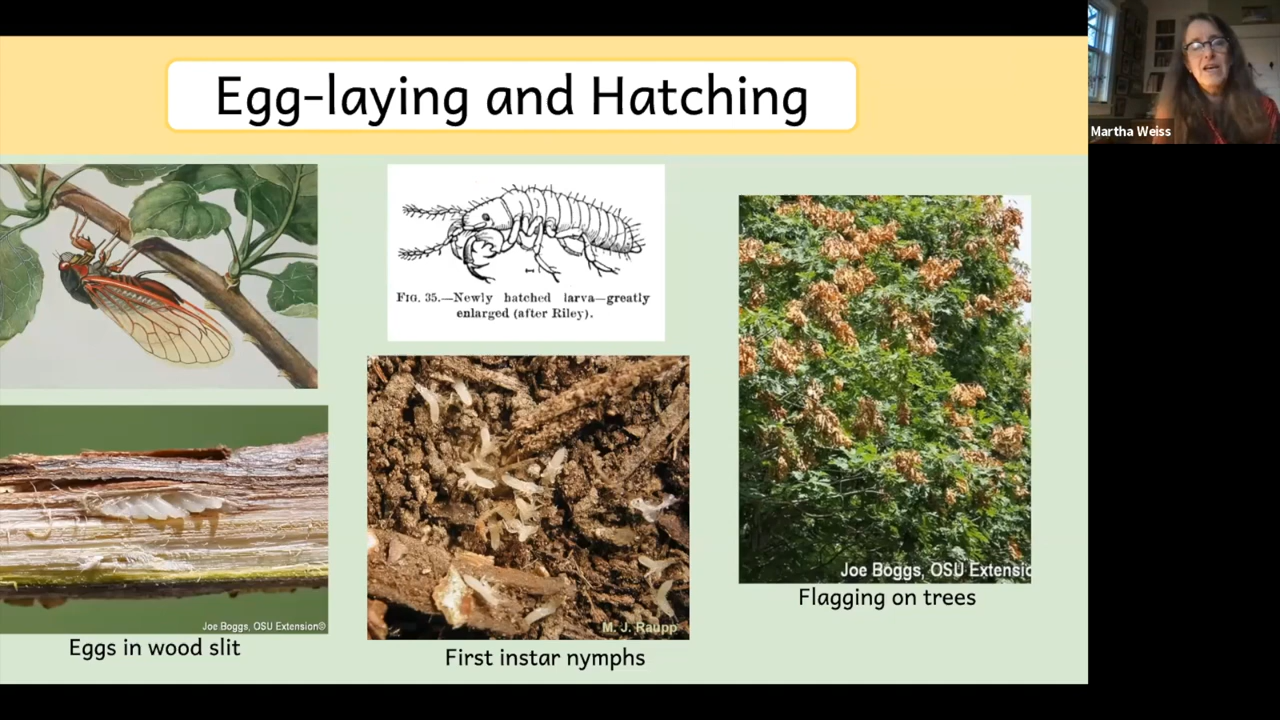 Egg-laying and Hatching
Martha Weiss
FIG. 35.—Newly hatched larva—greatly
enlarged (after Riley).
Joe Boggs, OSU Extension©
Eggs in wood slit
M. J. Raupp
First instar nymphs
Joe Boggs, OSU Extensio
Flagging on trees